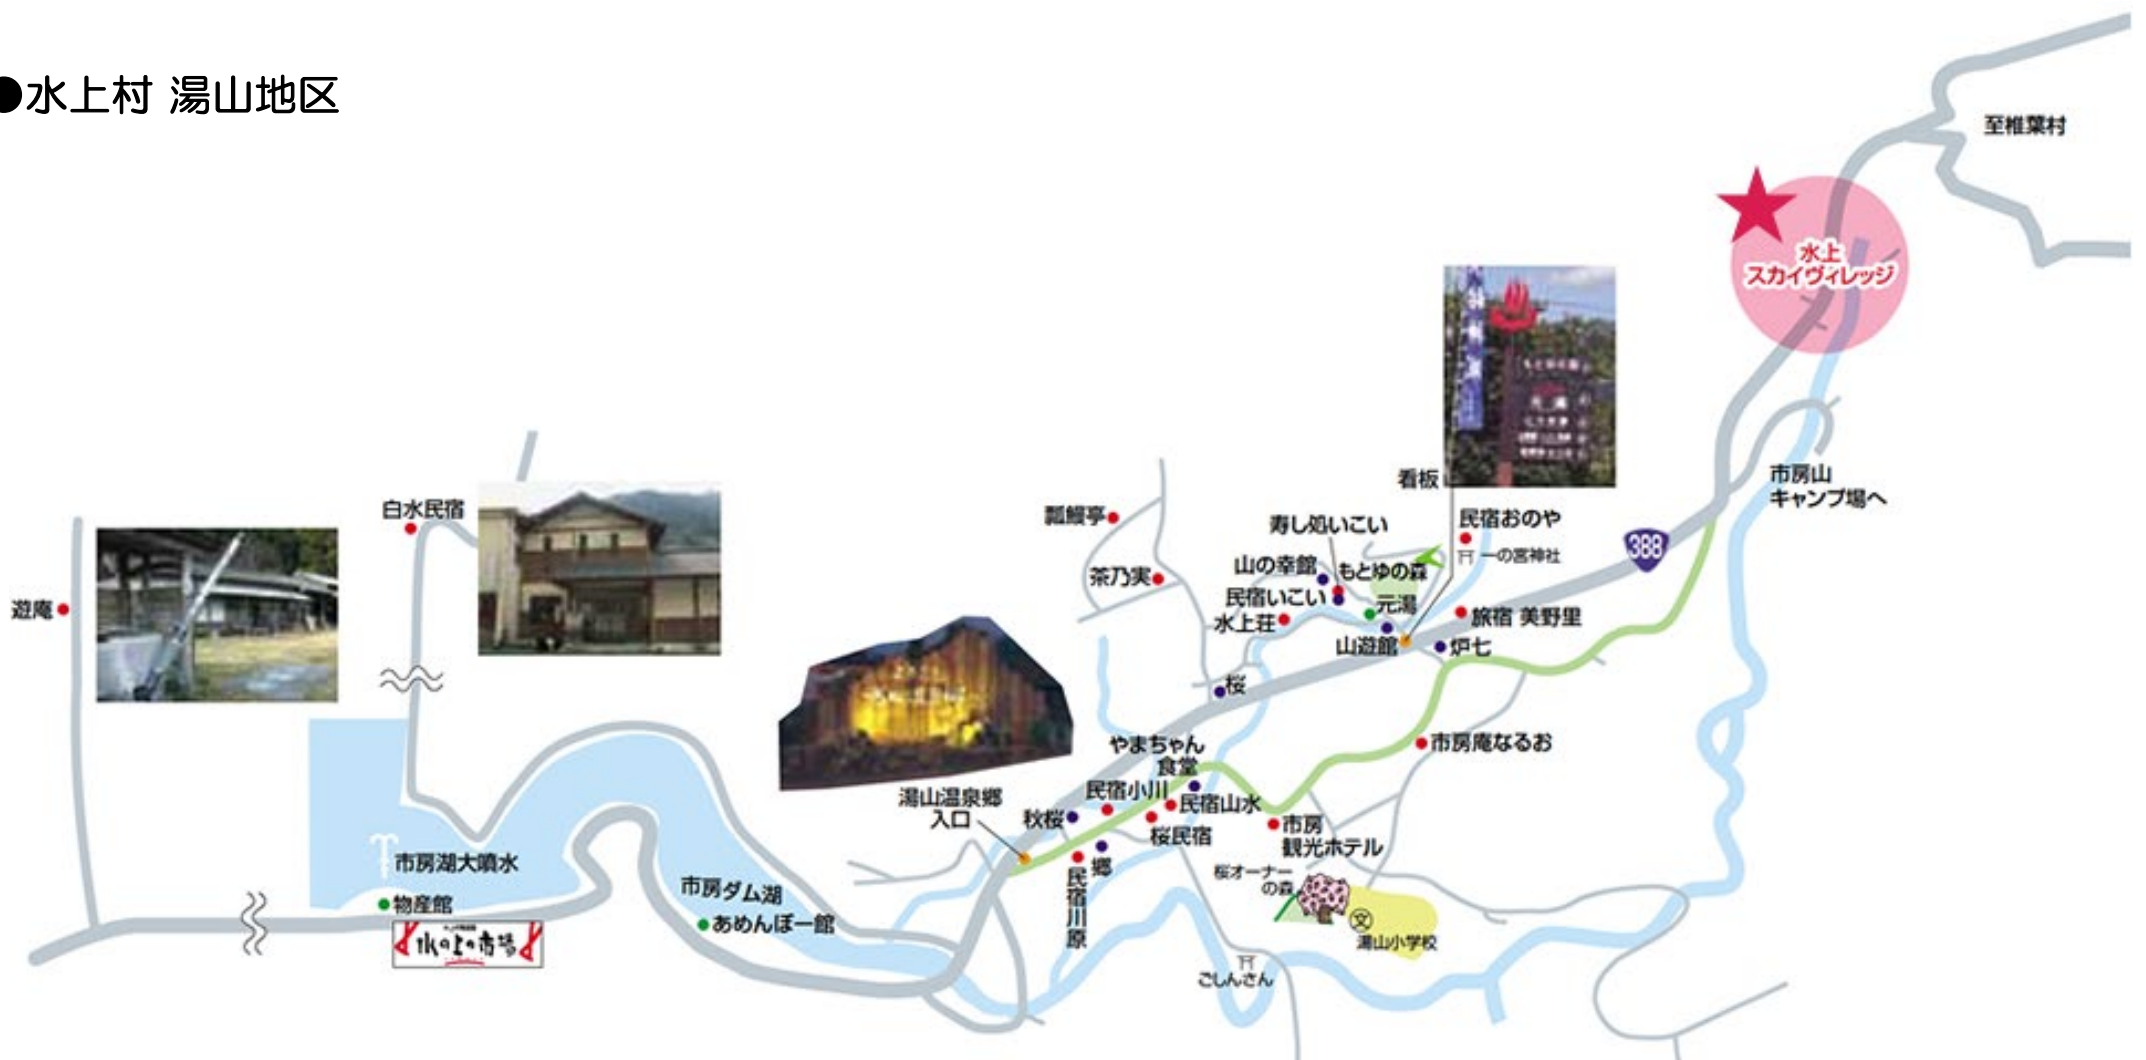 ●水上村 湯山地区
至椎葉村
水上
スカイヴィレッジ
看板
市房山
キャンプ場へ
388
白水民宿
瓢鰻亭
寿し処いこい
民宿おのや
一の宮神社
山の幸館
もとゆの森
茶乃実
民宿いこい
元湯
遊庵
水上荘
旅宿 美野里
山遊館
炉七
桜
やまちゃん
食堂
市房庵なるお
湯山温泉郷
入口
民宿小川
民宿山水
秋桜
桜民宿
市房
観光ホテル
郷
民宿川原
市房湖大噴水
物産館
水の上の市場
市房ダム湖
あめんぼー館
桜オーナー
の森
文
湯山小学校
ごしんさん